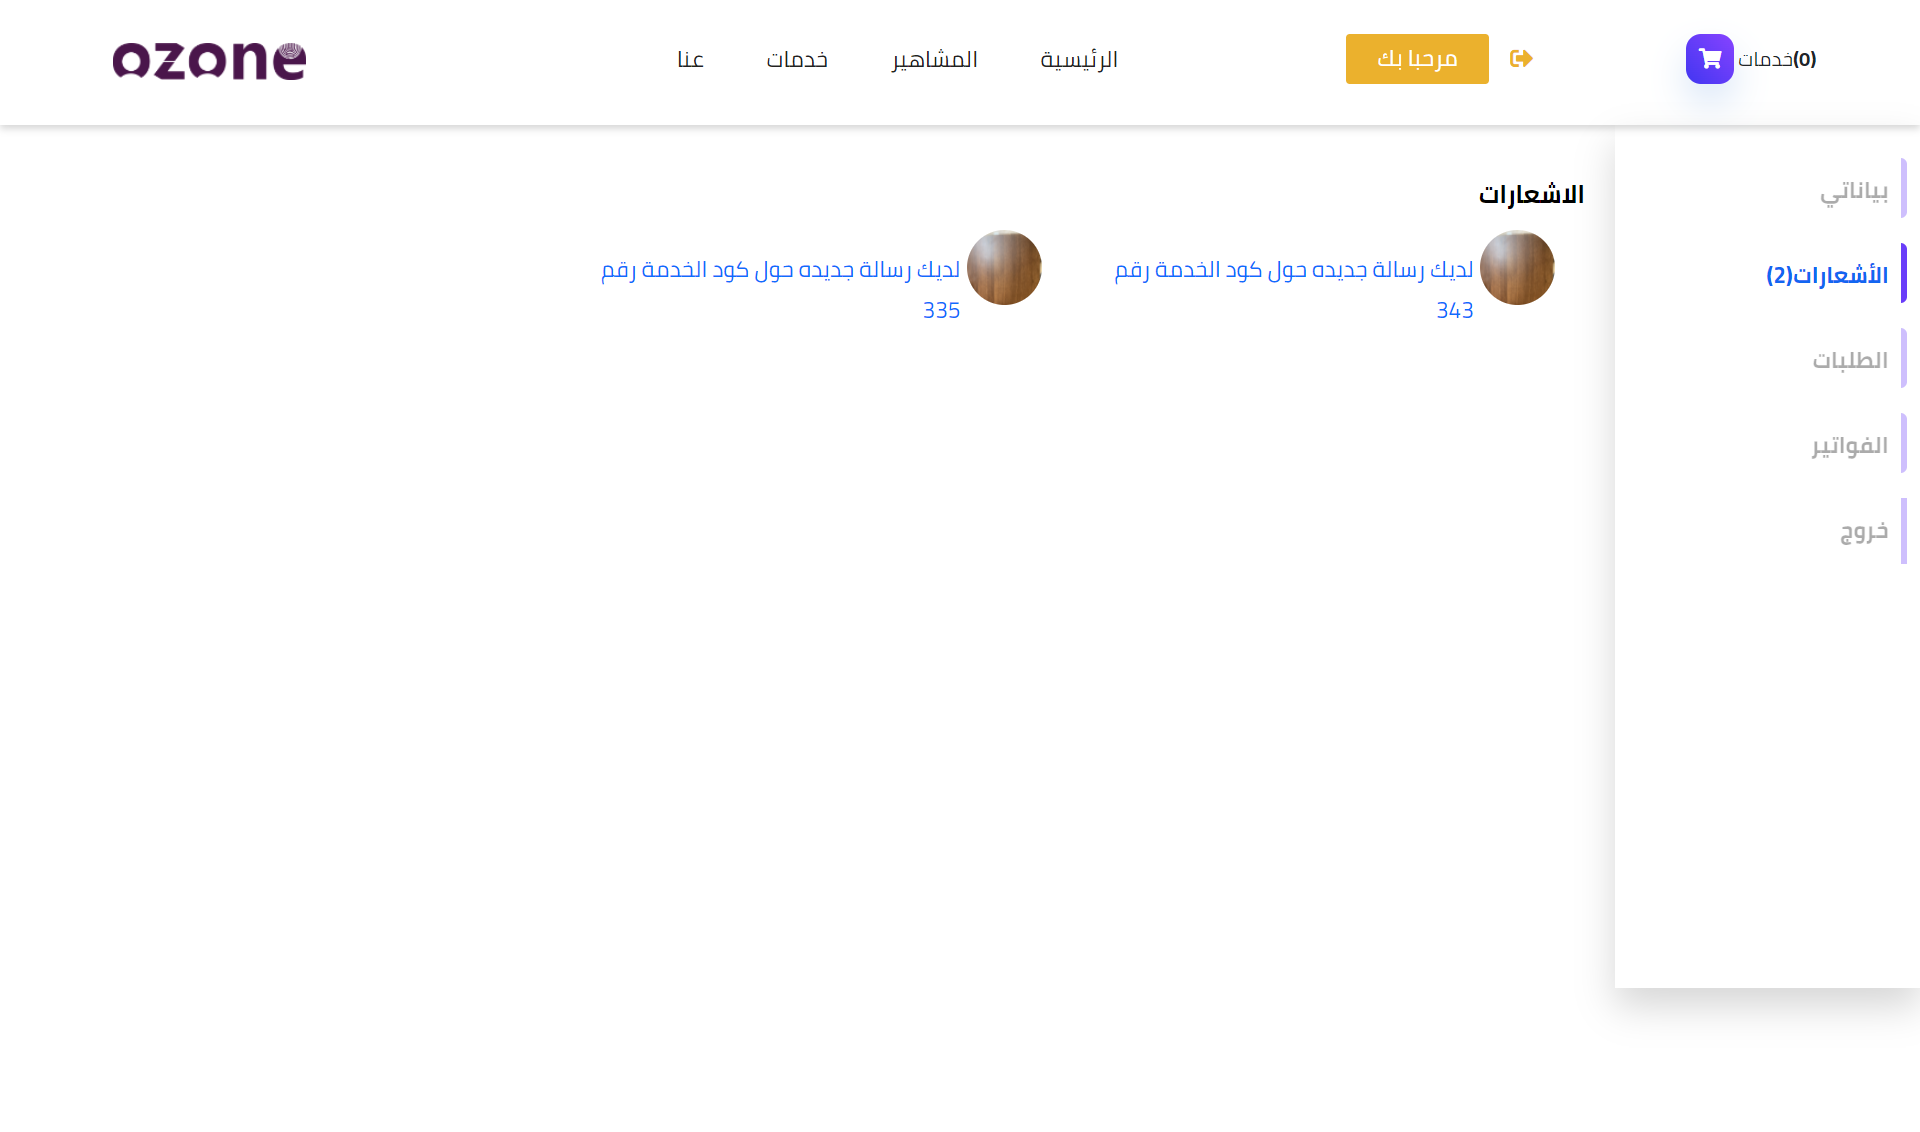 (0)خدمات
مرحبا بك
الرئيسية
المشاهير
خدمات
عنا
ozone
بياناتي
الأشعارات(2)
الطلبات
الفواتير
خروج
الاشعارات
لديك رسالة جديده حول كود الخدمة رقم
343
لديك رسالة جديده حول كود الخدمة رقم
335